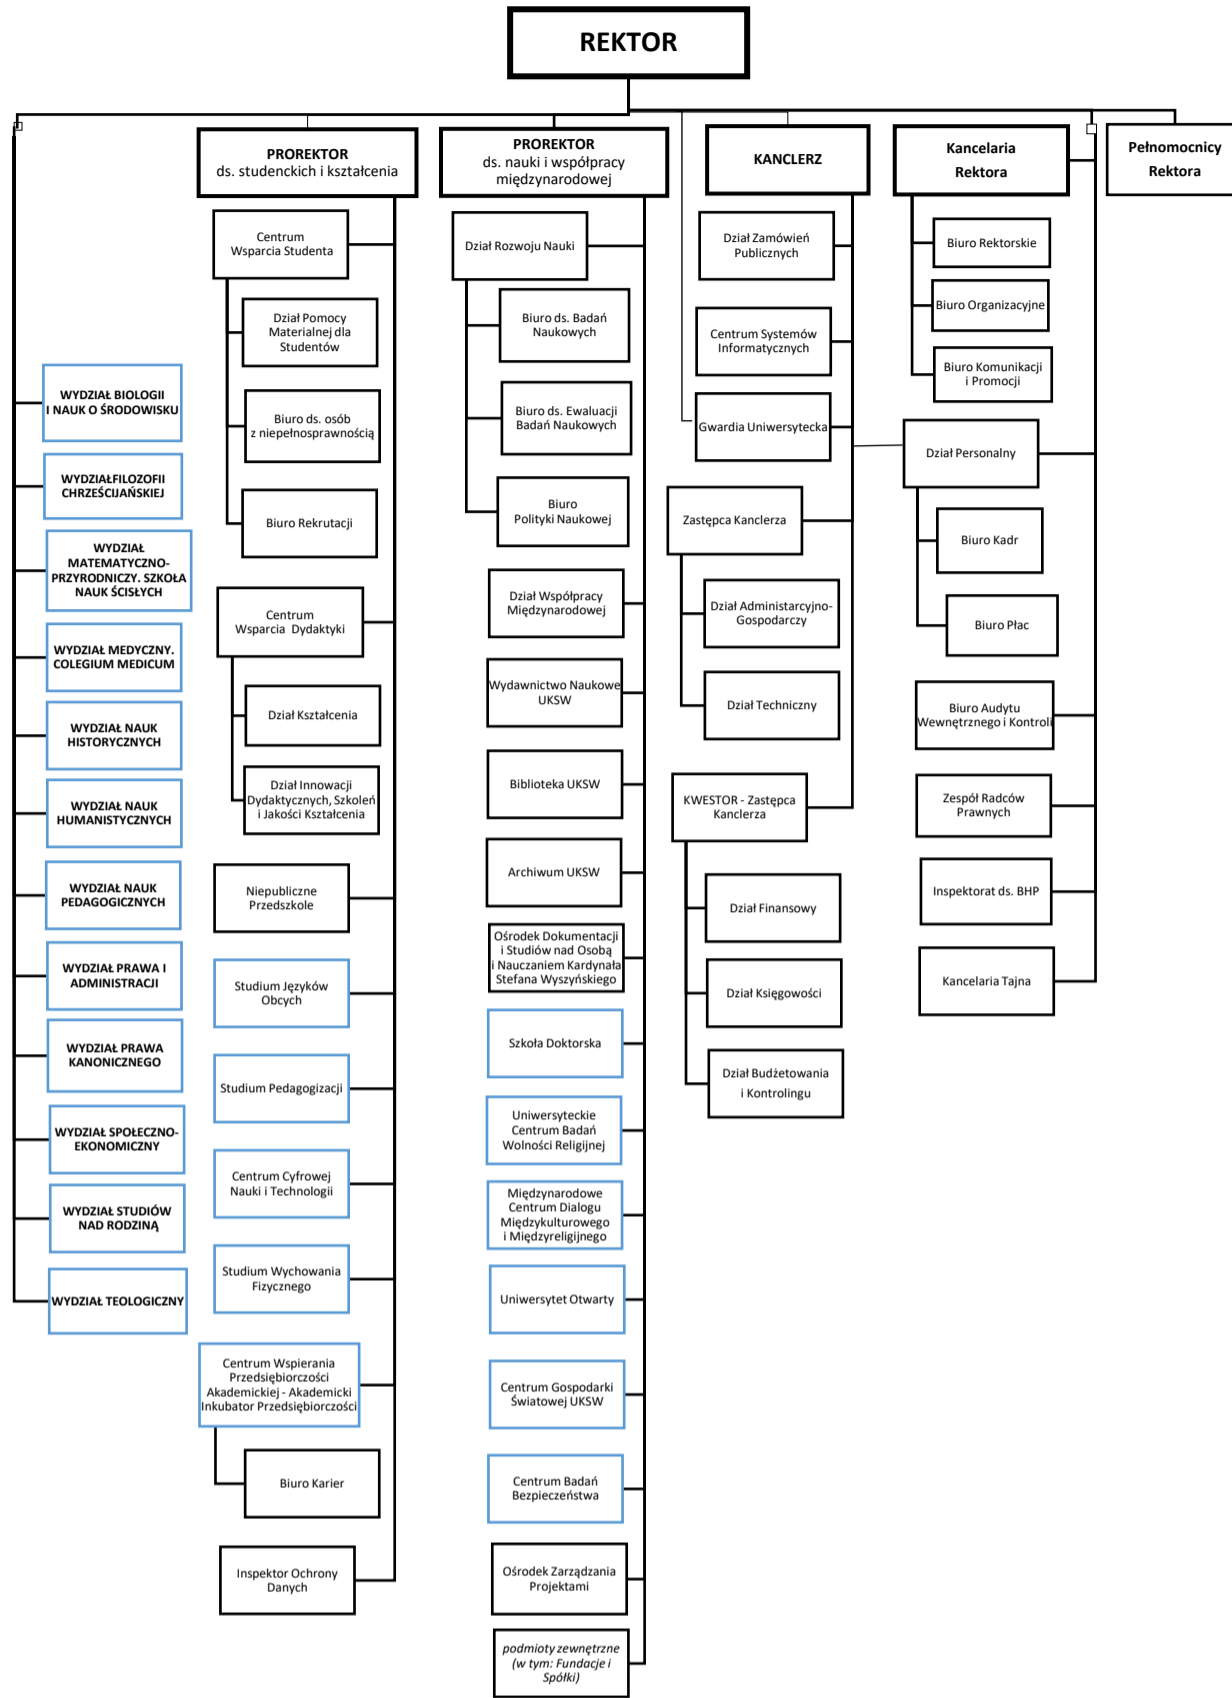 REKTOR
PROREKTOR
ds. studenckich i kształcenia
PROREKTOR
ds. nauki i współpracy
międzynarodowej
KANCLERZ
Kancelaria
Rektora
Pełnomocnicy
Rektora
WYDZIAŁ BIOLOGII
I NAUK O ŚRODOWISKU
WYDZIAŁFILOZOFII
CHRZEŚCIJAŃSKIEJ
WYDZIAŁ
MATEMATYCZNO-
PRZYRODNICZY. SZKOŁA
NAUK ŚCISŁYCH
WYDZIAŁ MEDYCZNY.
COLEGIUM MEDICUM
WYDZIAŁ NAUK
HISTORYCZNYCH
WYDZIAŁ NAUK
HUMANISTYCZNYCH
WYDZIAŁ NAUK
PEDAGOGICZNYCH
WYDZIAŁ PRAWA I
ADMINISTRACJI
WYDZIAŁ PRAWA
KANONICZNEGO
WYDZIAŁ SPOŁECZNO-
EKONOMICZNY
WYDZIAŁ STUDIÓW
NAD RODZINĄ
WYDZIAŁ TEOLOGICZNY
Centrum
Wsparcia Studenta
Dział Pomocy
Materialnej dla
Studentów
Biuro ds. osób
z niepełnosprawnością
Biuro Rekrutacji
Centrum
Wsparcia Dydaktyki
Dział Kształcenia
Dział Innowacji
Dydaktycznych, Szkoleń
i Jakości Kształcenia
Niepubliczne
Przedszkole
Studium Języków
Obcych
Studium Pedagogizacji
Centrum Cyfrowej
Nauki i Technologii
Studium Wychowania
Fizycznego
Centrum Wspierania
Przedsiębiorczości
Akademickiej - Akademicki
Inkubator Przedsiębiorczości
Biuro Karier
Inspektor Ochrony
Danych
Dział Rozwoju Nauki
Biuro ds. Badań
Naukowych
Biuro ds. Ewaluacji
Badań Naukowych
Biuro
Polityki Naukowej
Dział Współpracy
Międzynarodowej
Wydawnictwo Naukowe
UKSW
Biblioteka UKSW
Archiwum UKSW
Ośrodek Dokumentacji
i Studiów nad Osobą
i Nauczaniem Kardynała
Stefana Wyszyńskiego
Szkoła Doktorska
Uniwersyteckie
Centrum Badań
Wolności Religijnej
Międzynarodowe
Centrum Dialogu
Międzykulturowego
i Międzyreligijnego
Uniwersytet Otwarty
Centrum Gospodarki
Światowej UKSW
Centrum Badań
Bezpieczeństwa
Ośrodek Zarządzania
Projektami
podmioty zewnętrzne
(w tym: Fundacje i
Spółki)
Dział Zamówień
Publicznych
Centrum Systemów
Informatycznych
Gwardia Uniwersytecka
Zastępca Kanclerza
Dział Administarcyjno-
Gospodarczy
Dział Techniczny
KWESTOR - Zastępca
Kanclerza
Dział Finansowy
Dział Księgowości
Dział Budżetowania
i Kontrolingu
Biuro Rektorskie
Biuro Organizacyjne
Biuro Komunikacji
i Promocji
Dział Personalny
Biuro Kadr
Biuro Płac
Biuro Audytu
Wewnętrznego i Kontroli
Zespół Radców
Prawnych
Inspektorat ds. BHP
Kancelaria Tajna